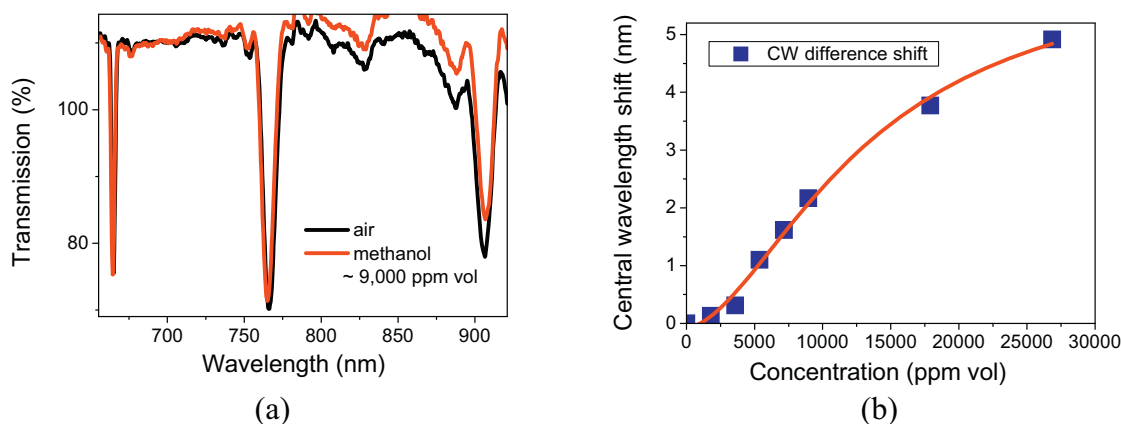 Transmission (%)
100
80
air
methanol
~ 9,000 ppm vol
700 750 800 850 900
Wavelength (nm)
(a)
Central wavelength shift (nm)
5
4
3
2
1
0
CW difference shift
0 5000 10000 15000 20000 25000 30000
Concentration (ppm vol)
(b)